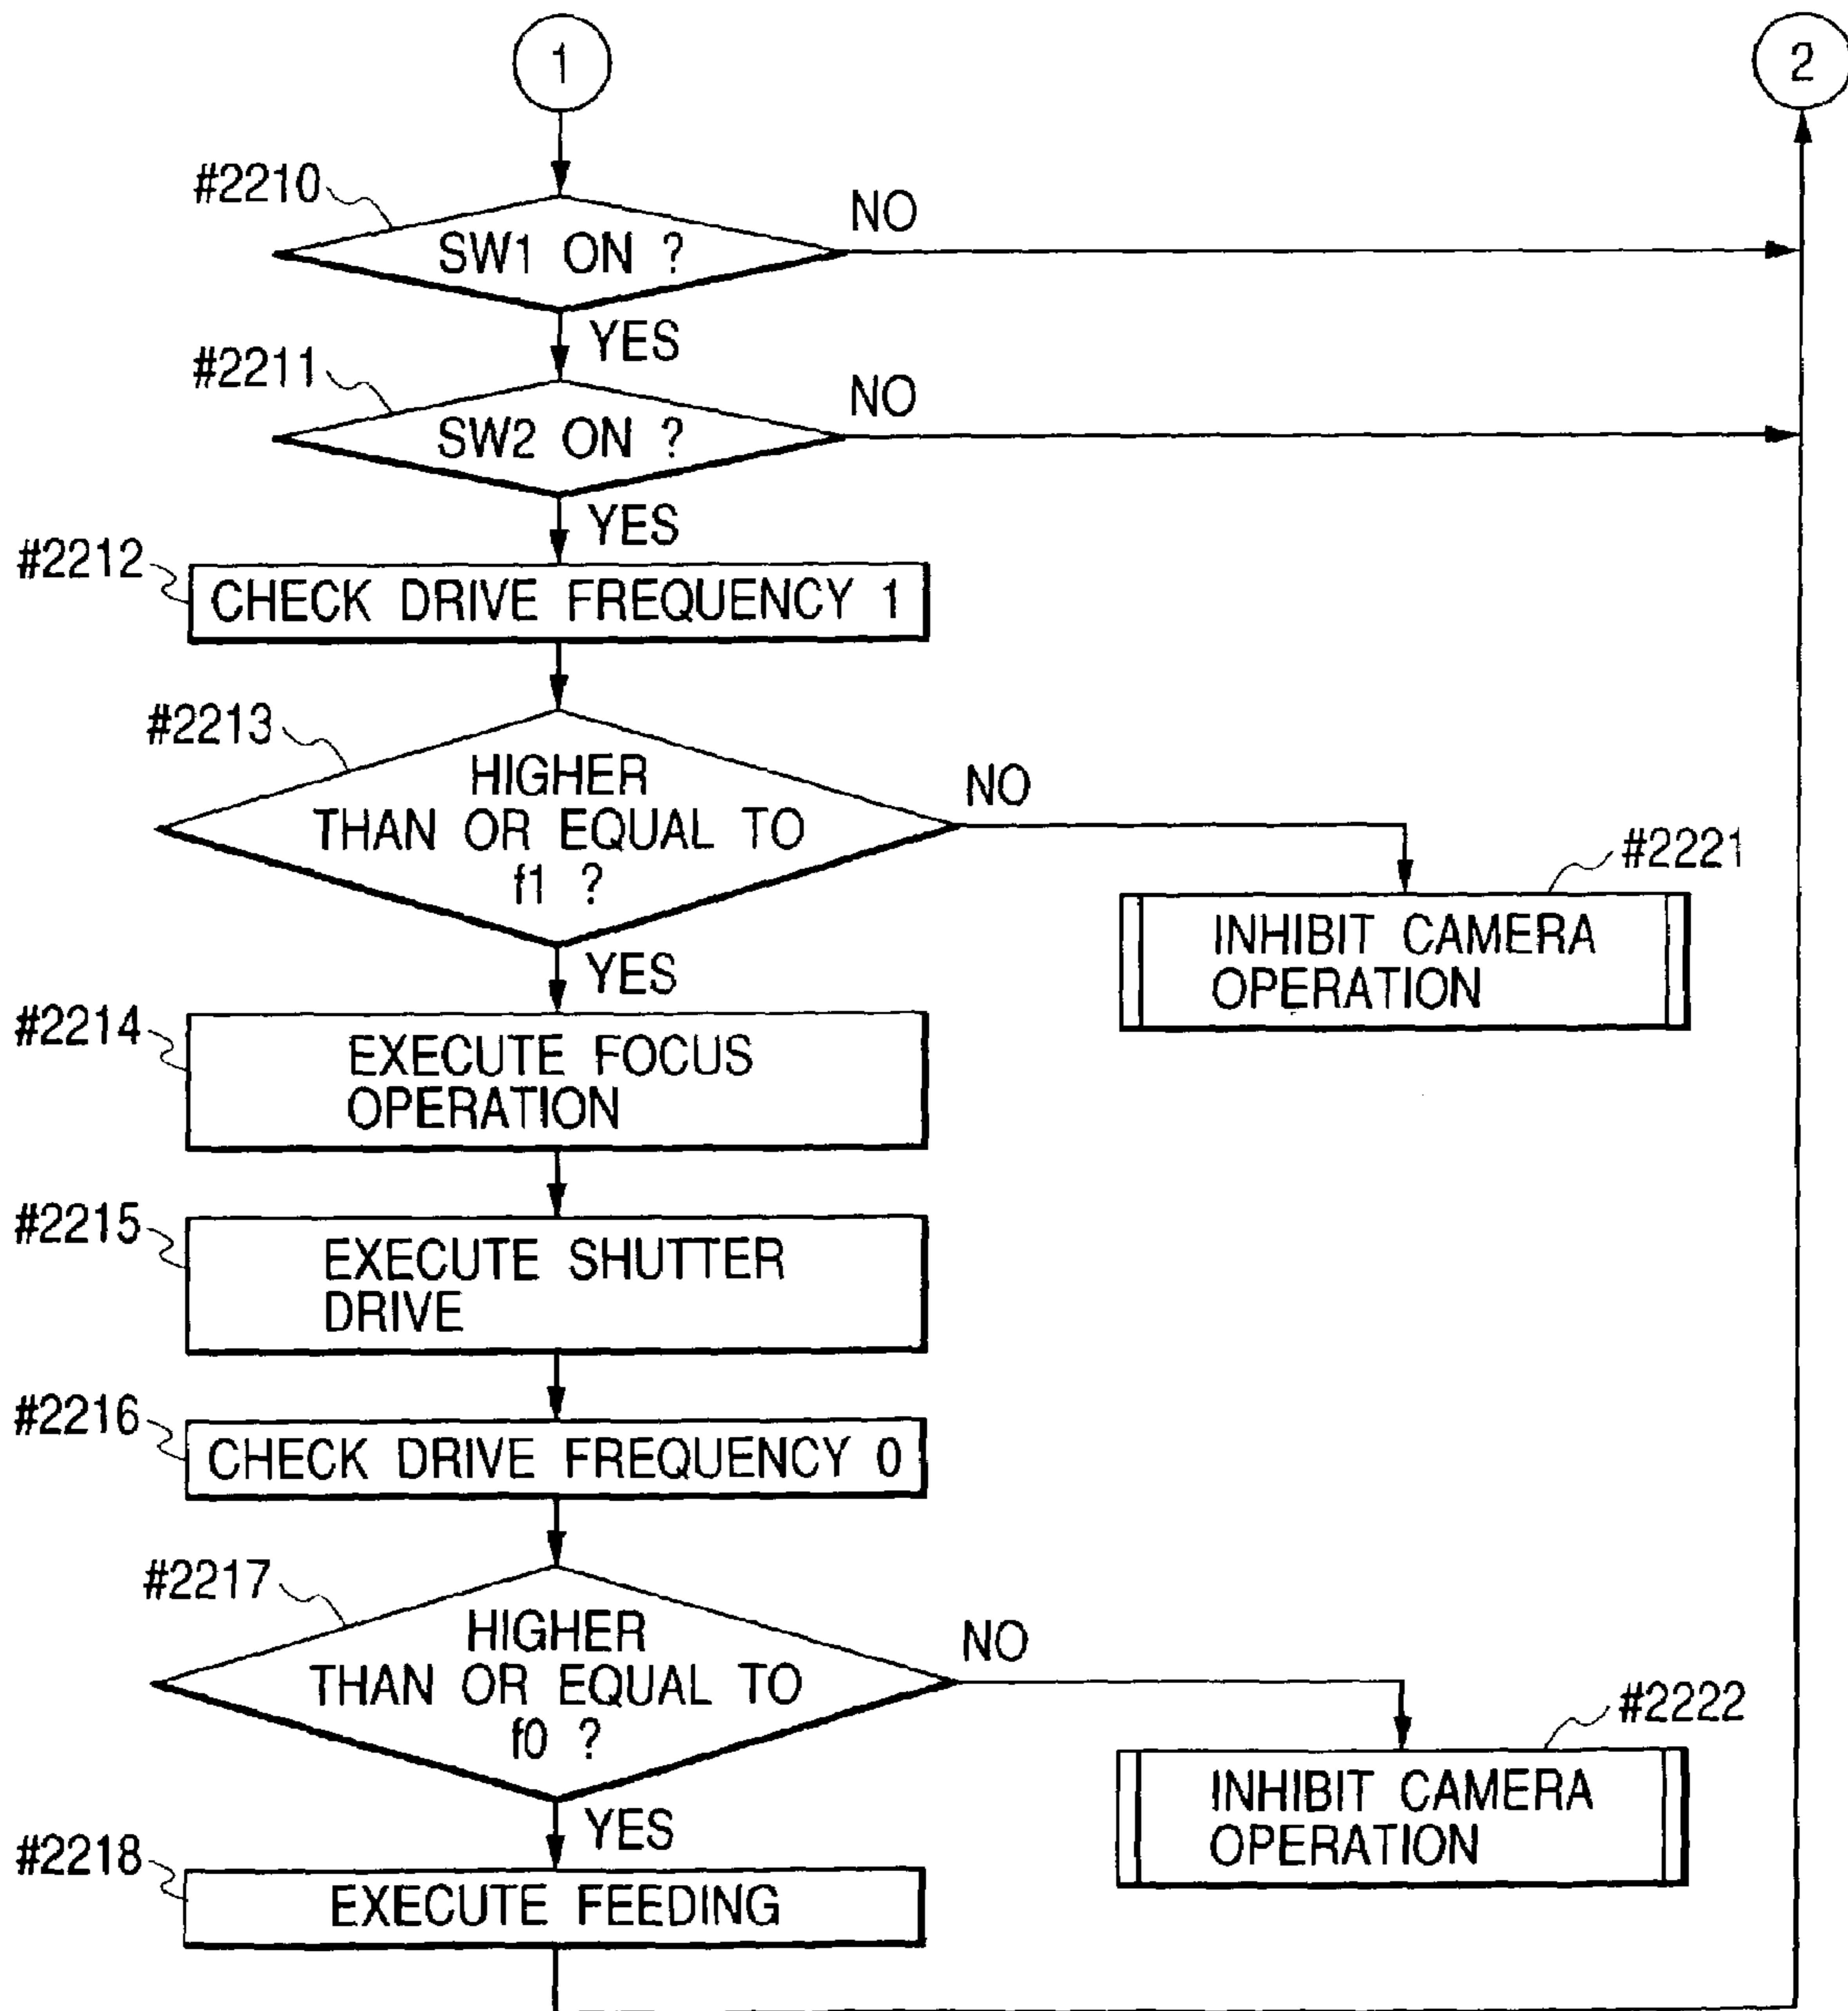 1
2
#2210
SW1 ON ?
NO
YES
#2211
SW2 ON ?
NO
YES
#2212
CHECK DRIVE FREQUENCY 1
#2213
HIGHER
THAN OR EQUAL TO
f1 ?
NO
YES
#2221
INHIBIT CAMERA
OPERATION
#2214
EXECUTE FOCUS
OPERATION
#2215
EXECUTE SHUTTER
DRIVE
#2216
CHECK DRIVE FREQUENCY 0
#2217
HIGHER
THAN OR EQUAL TO
f0 ?
NO
YES
#2222
INHIBIT CAMERA
OPERATION
#2218
EXECUTE FEEDING